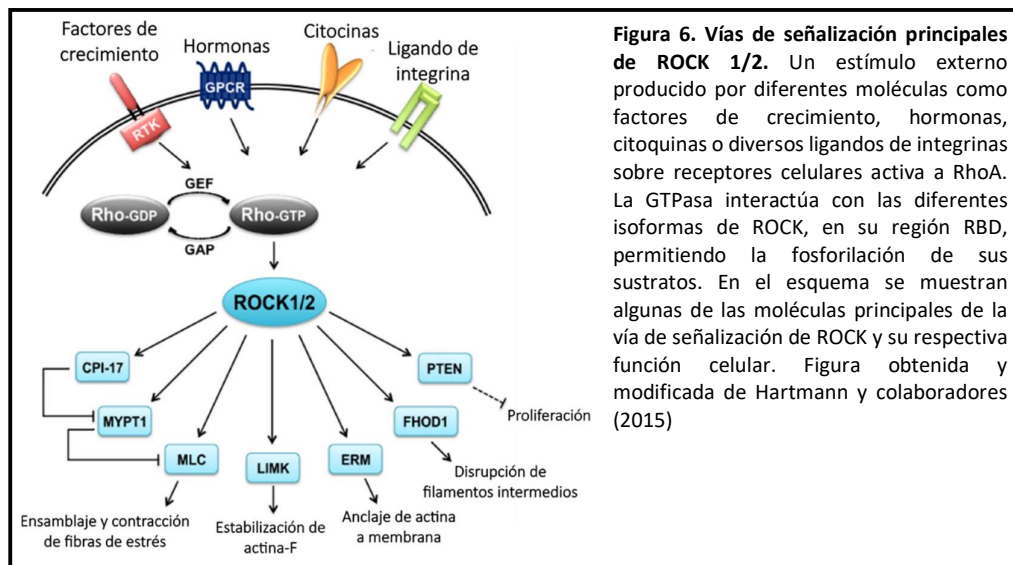 Factores de
crecimiento
Hormonas
Citocinas
Ligando de
integrina
GPCR
RTK
GEF
Rho-GDP
Rho-GTP
GAP
ROCK1/2
CPI-17
PTEN
MYPT1
FHOD1
Proliferación
MLC
LIMK
ERM
Disrupción de
filamentos intermedios
Ensamblaje y contracción
de fibras de estrés
Estabilización de
actina-F
Anclaje de actina
a membrana
Figura 6. Vías de señalización principales
de ROCK 1/2. Un estímulo externo
producido por diferentes moléculas como
factores de crecimiento, hormonas,
citoquinas o diversos ligandos de integrinas
sobre receptores celulares activa a RhoA.
La GTPasa interactúa con las diferentes
isoformas de ROCK, en su región RBD,
permitiendo la fosforilación de sus
sustratos. En el esquema se muestran
algunas de las moléculas principales de la
vía de señalización de ROCK y su respectiva
función celular. Figura obtenida y
modificada de Hartmann y colaboradores
(2015)